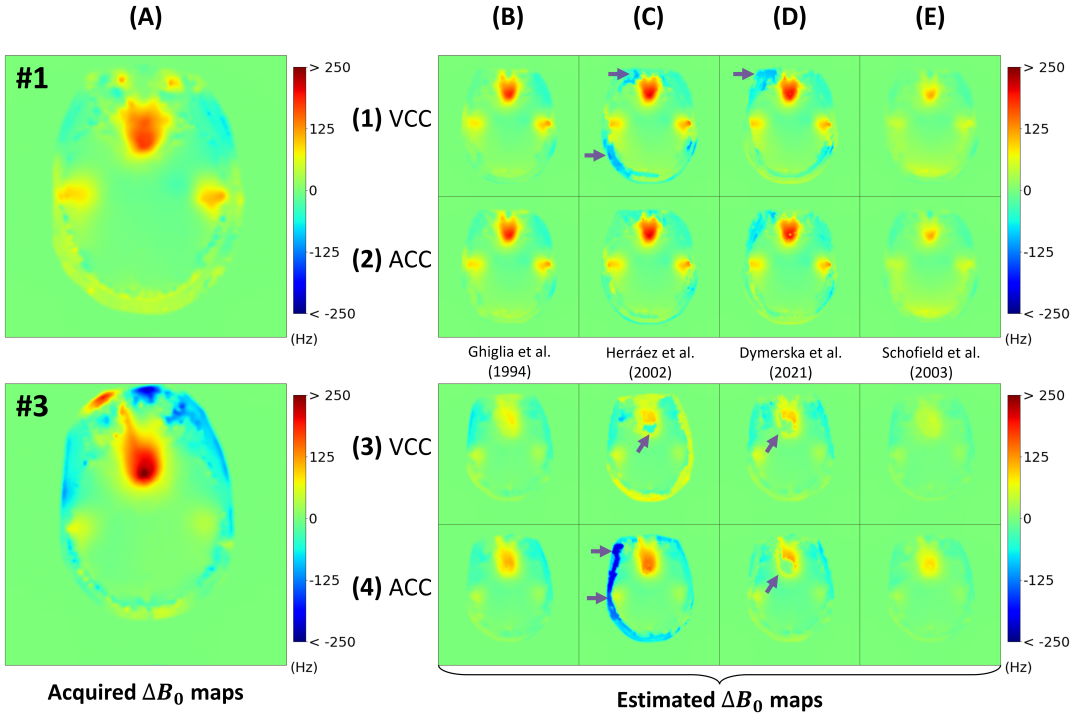 (A)
(B)
(C)
(D)
(E)
#1
> 250
125
0
-125
< -250
(Hz)
(1) VCC
(2) ACC
> 250
125
0
-125
< -250
(Hz)
Ghiglia et al.
(1994)
Herráez et al.
(2002)
Dymerska et al.
(2021)
Schofield et al.
(2003)
#3
> 250
125
0
-125
< -250
(Hz)
(3) VCC
(4) ACC
> 250
125
0
-125
< -250
(Hz)
Acquired ΔB₀ maps
Estimated ΔB₀ maps